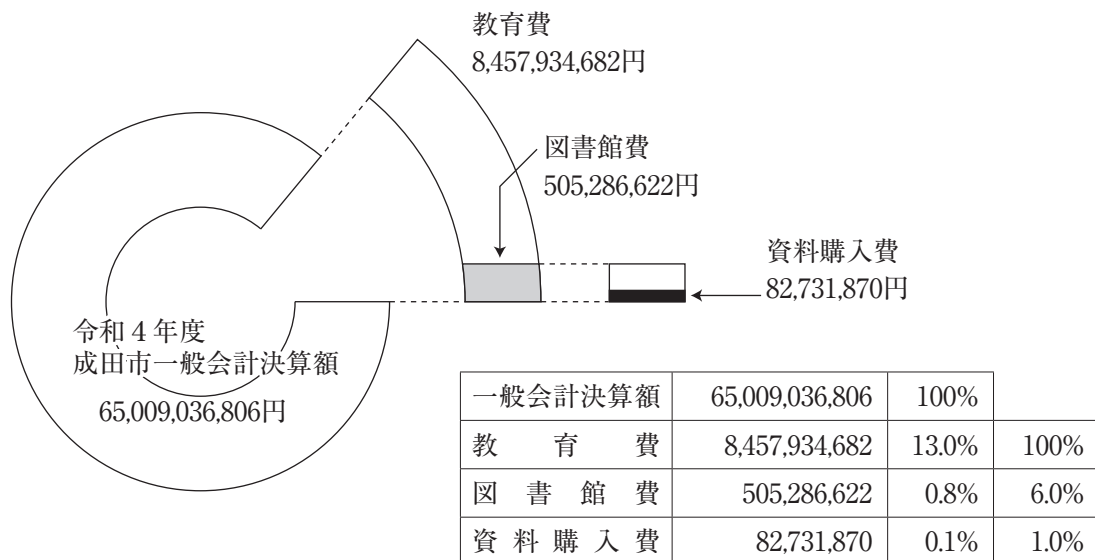 教育費
8,457,934,682円
図書館費
505,286,622円
資料購入費
82,731,870円
令和4年度
成田市一般会計決算額
65,009,036,806円
一般会計決算額 65,009,036,806 100%
教育費 8,457,934,682 13.0% 100%
図書館費 505,286,622 0.8% 6.0%
資料購入費 82,731,870 0.1% 1.0%